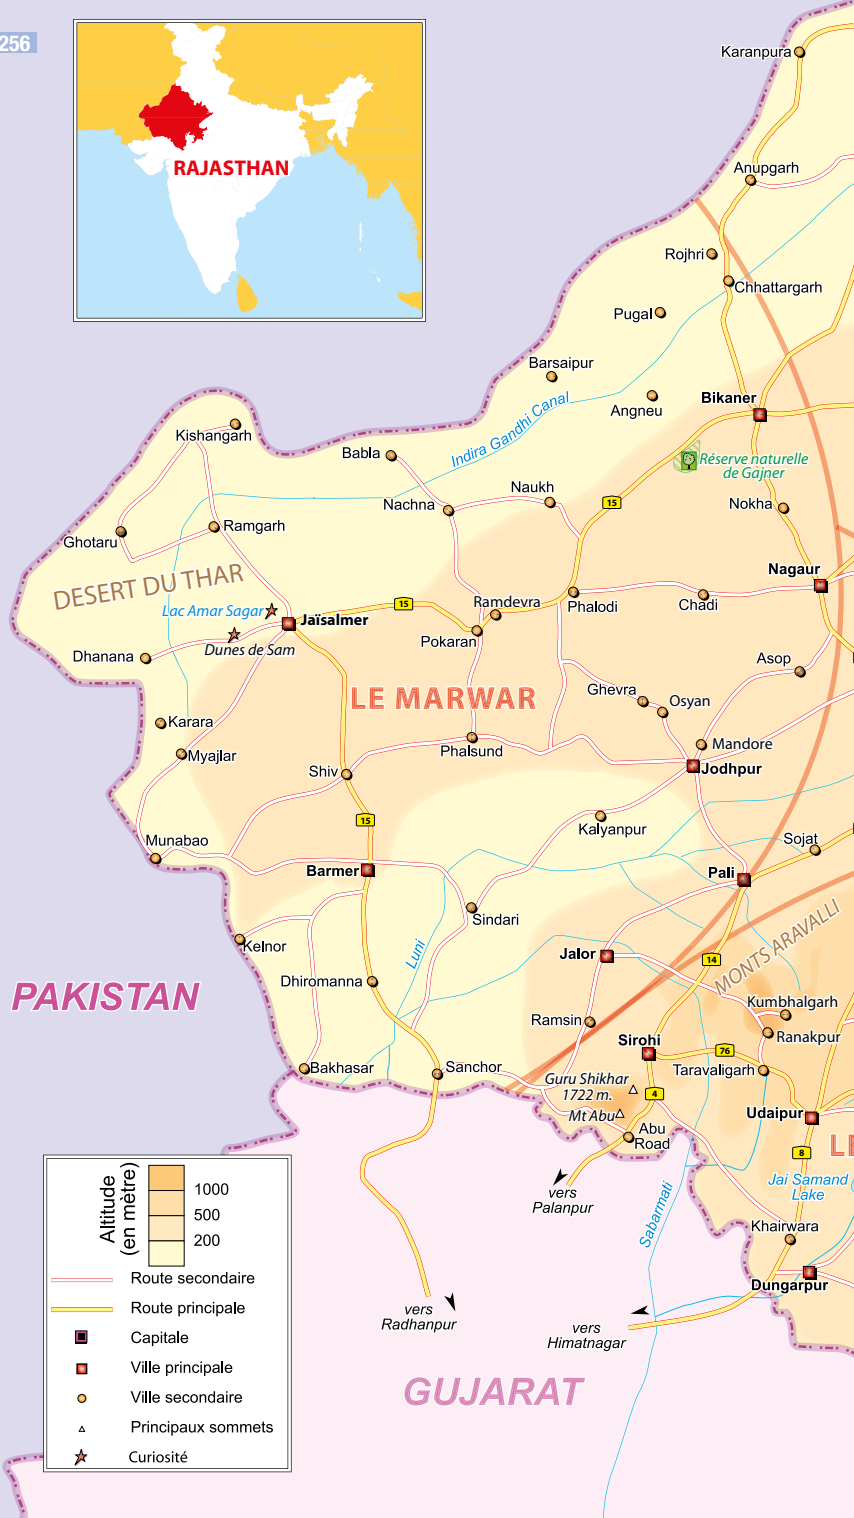 256
RAJASTHAN
Karanpura
Anupgarh
Rojhri
Chhattargarh
Pugal
Barsaipur
Angneu
Bikaner
Indira Gandhi Canal
Kishangarh
Babla
Réserve naturelle
de Gajner
Nachna
Naukh
15
Nokha
Ghotaru
Ramgarh
DESERT DU THAR
Nagaur
Lac Amar Sagar
15
Ramdevra
Phalodi
Chadi
Jaïsalmer
Pokaran
Dunes de Sam
Dhanana
Asop
LE MARWAR
Ghevra
Osyan
Karara
Mandore
Myajlar
Phalsund
Shiv
Jodhpur
15
Kalyanpur
Munabao
Sojat
Barmer
Pali
Sindari
MONTS ARAVALLI
Kelnor
Luni
Jalor
14
Dhiromanna
PAKISTAN
Kumbhalgarh
Ramsin
Ranakpur
Sirohi
76
Bakhasar
Sanchor
Taravaligarh
Guru Shikhar
1722 m.
4
Mt Abu
Udaipur
Abu
Road
LE
8
vers
Palanpur
Jai Samand
Lake
Sabarmati
Khairwara
Dungarpur
vers
Radhanpur
vers
Himatnagar
GUJARAT
Altitude
(en mètre)
1000
500
200
Route secondaire
Route principale
Capitale
Ville principale
Ville secondaire
Principaux sommets
Curiosité